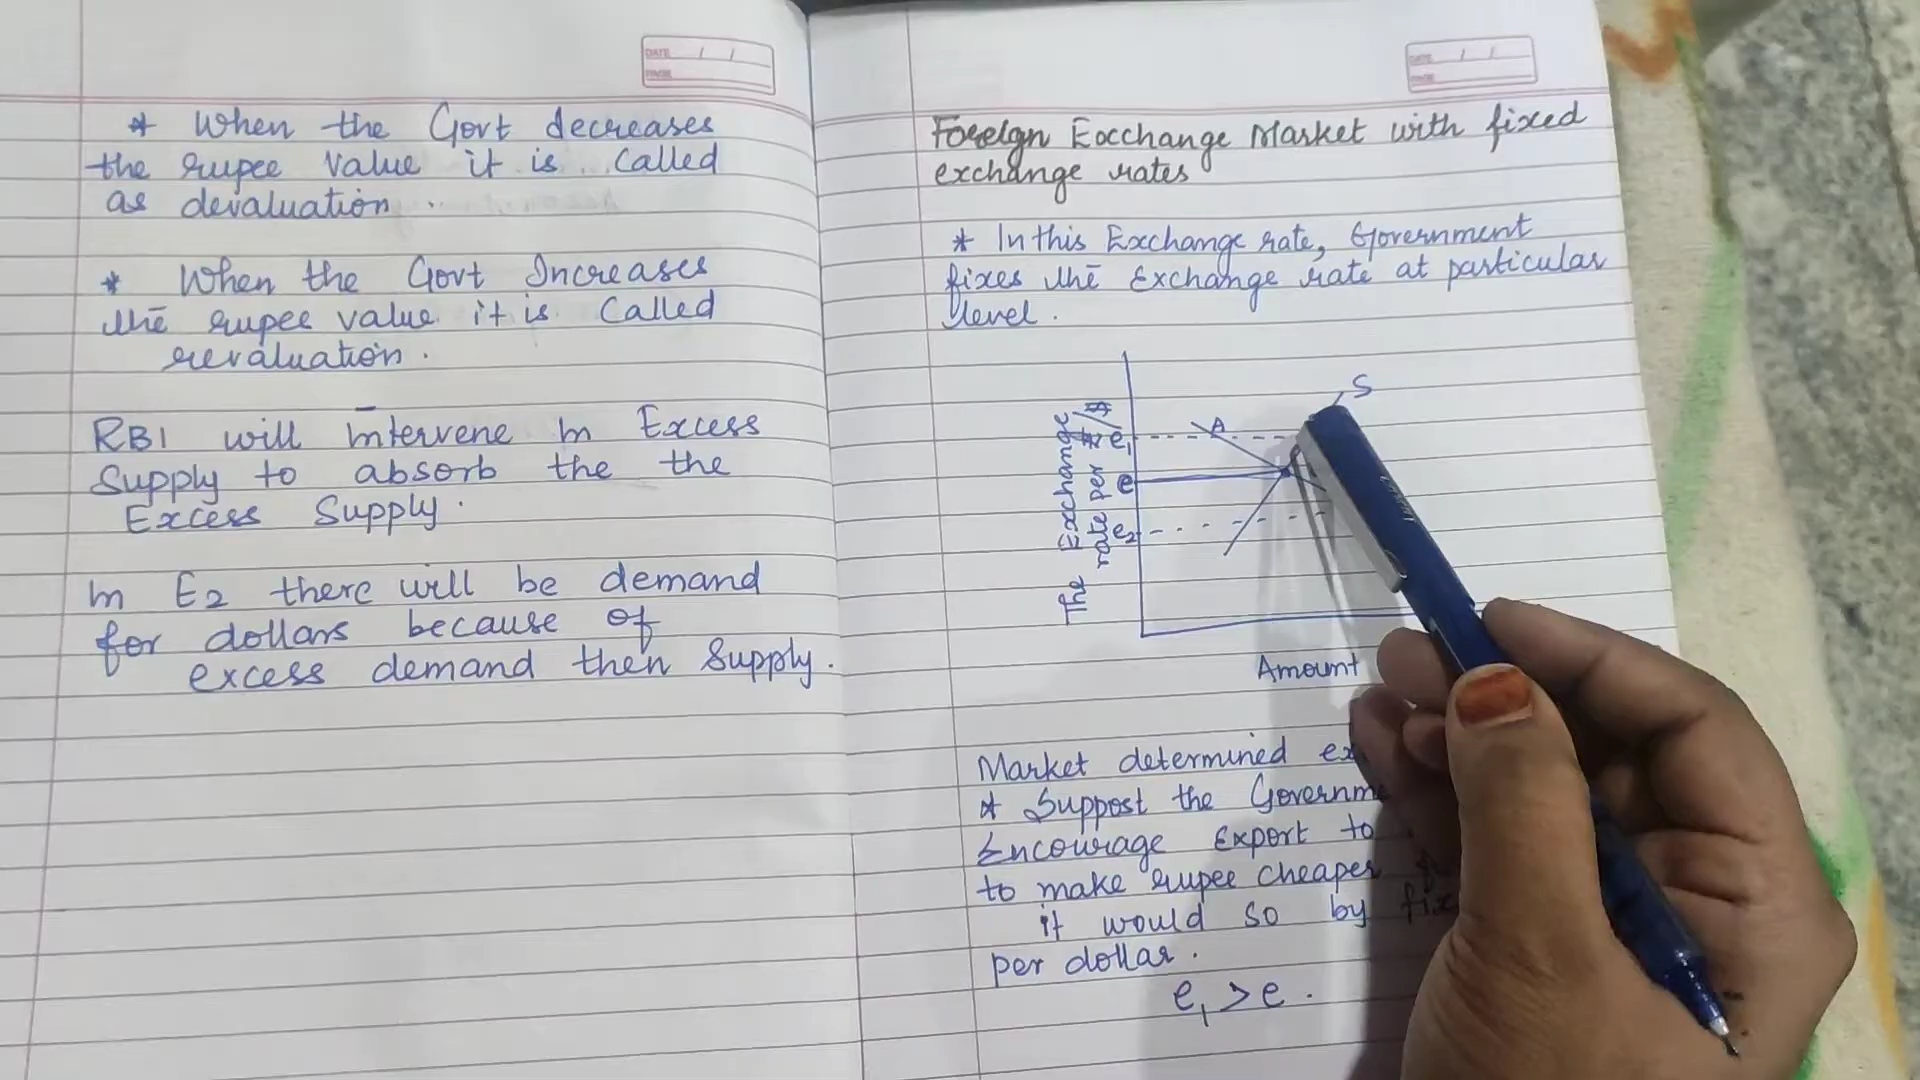 DATE
PAGE
* When the Govt decreases
the rupee value it is called
as devaluation.
* When the Govt Increases
the rupee value it is Called
revaluation.
RBI will intervene in Excess
Supply to absorb the the
Excess Supply.
In E2 there will be demand
for dollars because of
excess demand then Supply.
DATE
PAGE
Foreign Exchange Market with fixed
exchange rates
* In this Exchange rate, Government
fixes the Exchange rate at particular
level.
The Exchange
rate per ₹/$
S
e₁
e
e₂
Amount
Market determined
* Suppost the
Encourage Export to
to make rupee cheaper
it would so by
per dollar.
e₁ > e.